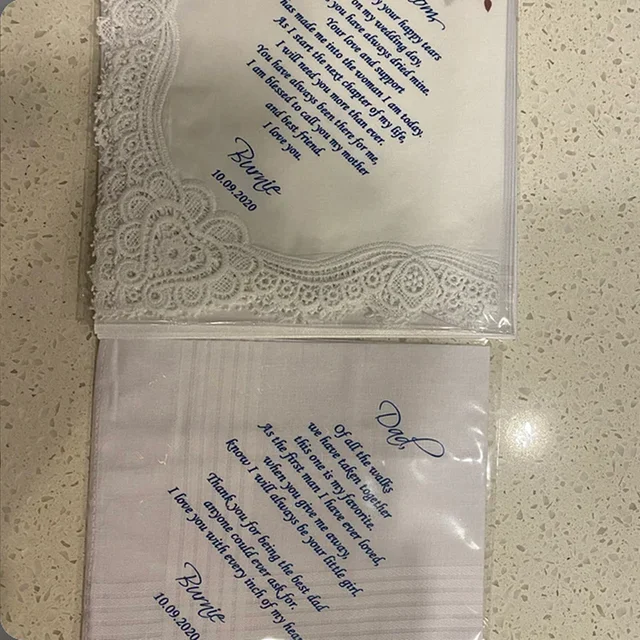 your happy tears
on my wedding day,
you have always dried mine.
Your love and support
has made me into the woman I am today.
As I start the next chapter of my life,
I will need you more than ever.
You have always been there for me,
I am blessed to call you my mother
and best friend.
I love you.
Burnie
10.09.2020
Dad,
Of all the walks
we have taken together
this one is my favorite.
As the first man I have ever loved,
when you give me away,
know I will always be your little girl.
Thank you for being the best dad
anyone could ever ask for.
I love you with every inch of my
Burnie
10.09.2020